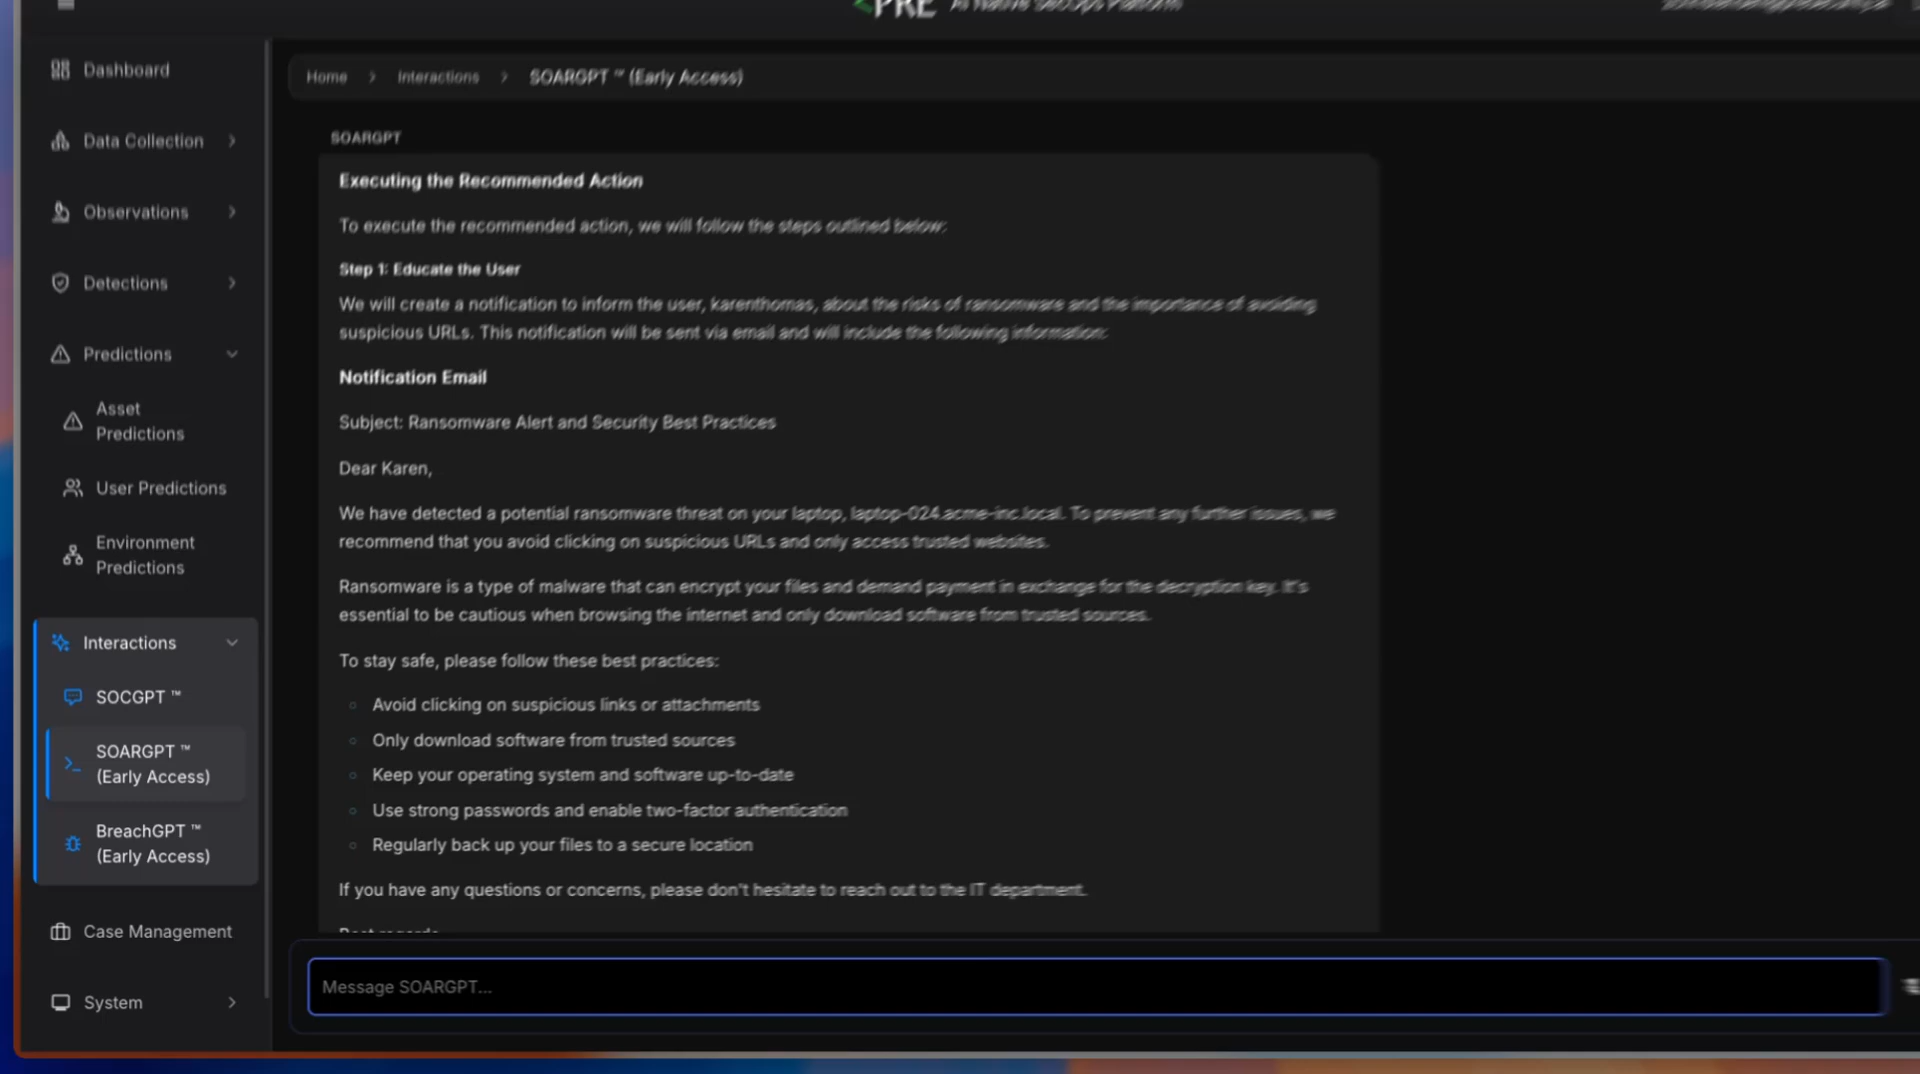 <PRE AI Native SecOps Platform
Dashboard
Data Collection
Observations
Detections
Predictions
Asset
Predictions
User Predictions
Environment
Predictions
Interactions
SOCGPT ™
SOARGPT ™
(Early Access)
BreachGPT ™
(Early Access)
Case Management
System
Home > Interactions > SOARGPT ™ (Early Access)
SOARGPT
Executing the Recommended Action
To execute the recommended action, we will follow the steps outlined below:
Step 1: Educate the User
We will create a notification to inform the user, karenthomas, about the risks of ransomware and the importance of avoiding
suspicious URLs. This notification will be sent via email and will include the following information:
Notification Email
Subject: Ransomware Alert and Security Best Practices
Dear Karen,
We have detected a potential ransomware threat on your laptop, laptop-024.acme-inc.local. To prevent any further issues, we
recommend that you avoid clicking on suspicious URLs and only access trusted websites.
Ransomware is a type of malware that can encrypt your files and demand payment in exchange for the decryption key. It's
essential to be cautious when browsing the internet and only download software from trusted sources.
To stay safe, please follow these best practices:
Avoid clicking on suspicious links or attachments
Only download software from trusted sources
Keep your operating system and software up-to-date
Use strong passwords and enable two-factor authentication
Regularly back up your files to a secure location
If you have any questions or concerns, please don't hesitate to reach out to the IT department.
Best regards,
Message SOARGPT...